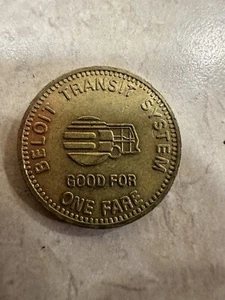 BELOIT TRANSIT SYSTEM
GOOD FOR
ONE FARE